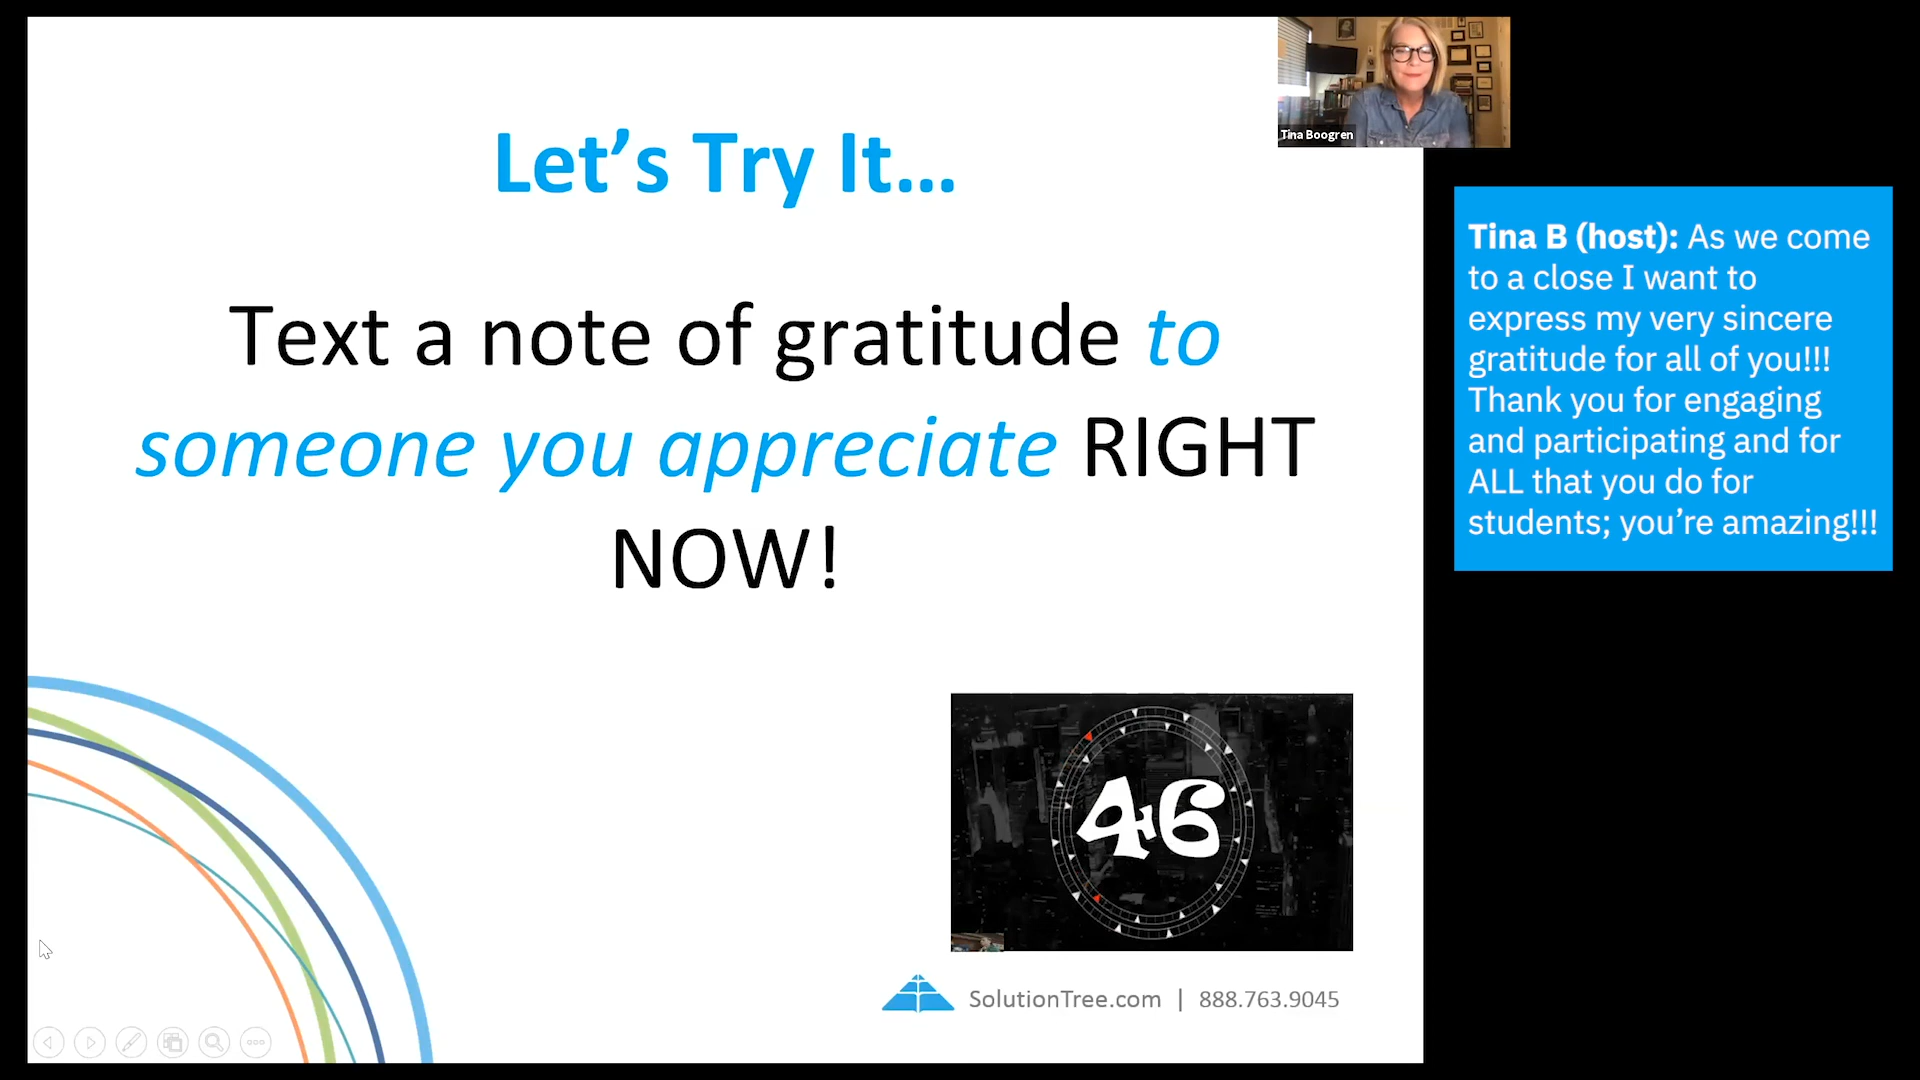 Let’s Try It...
Text a note of gratitude to
someone you appreciate RIGHT
NOW!
46
SolutionTree.com | 888.763.9045
Tina Boogren
Tina B (host): As we come
to a close I want to
express my very sincere
gratitude for all of you!!!
Thank you for engaging
and participating and for
ALL that you do for
students; you’re amazing!!!